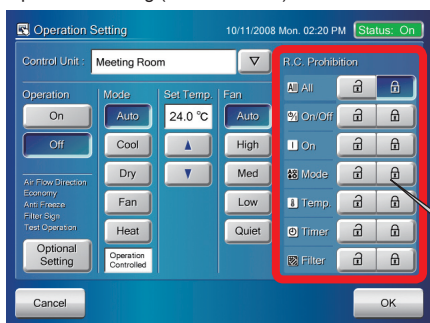 Operation Setting
10/11/2008 Mon. 02:20 PM
Status: On
Control Unit :
Meeting Room
R.C. Prohibition
All
On/Off
On
Mode
Temp.
Timer
Filter
Operation
On
Off
Air Flow Direction
Economy
Anti Freeze
Filter Sign
Test Operation
Optional
Setting
Mode
Auto
Cool
Dry
Fan
Heat
Operation
Controlled
Set Temp.
24.0 °C
Fan
Auto
High
Med
Low
Quiet
Cancel
OK